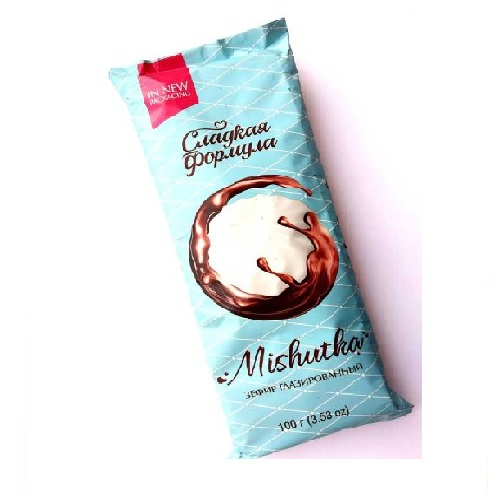 IN NEW
PACKAGING
Сладкая
формула
Mishutka
ЗЕФИР ГЛАЗИРОВАННЫЙ
100 г (3.53 oz)